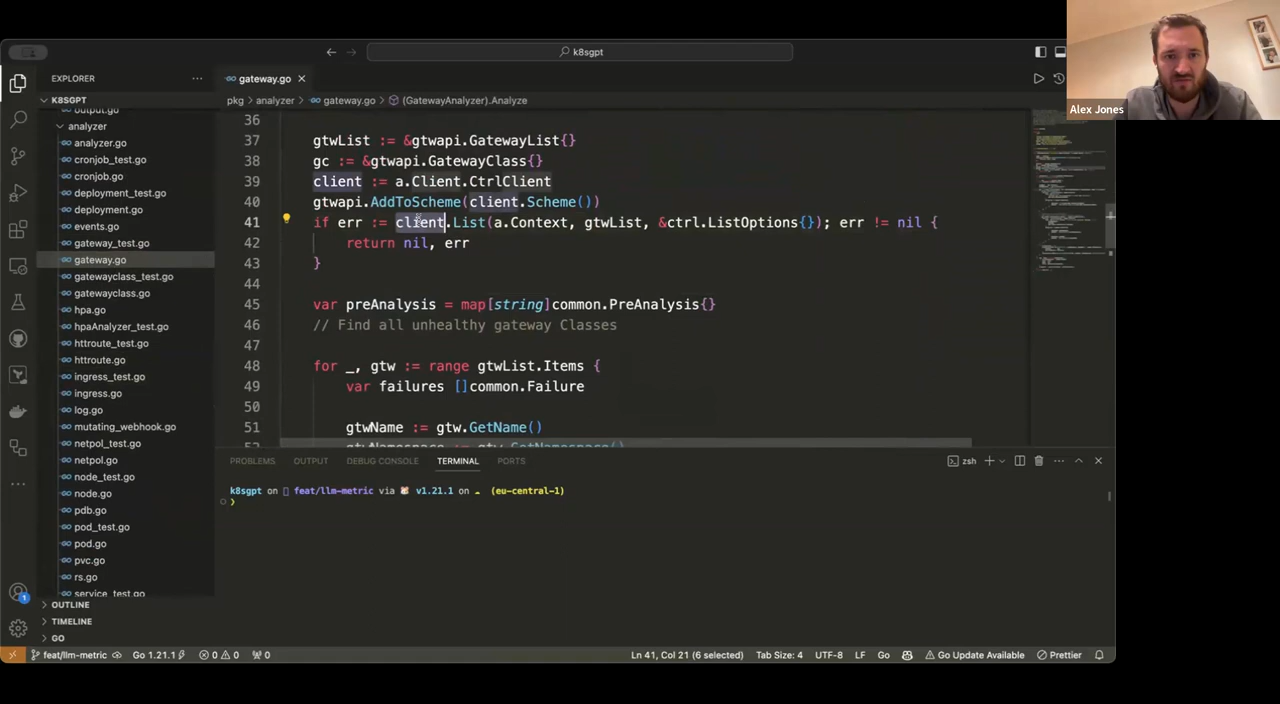 k8sgpt
Alex Jones
EXPLORER
gateway.go
K8SGPT
output.go
analyzer
analyzer.go
cronjob_test.go
cronjob.go
deployment_test.go
deployment.go
events.go
gateway_test.go
gateway.go
gatewayclass_test.go
gatewayclass.go
hpa.go
hpaAnalyzer_test.go
httroute_test.go
httroute.go
ingress_test.go
ingress.go
log.go
mutating_webhook.go
netpol_test.go
netpol.go
node_test.go
node.go
pdb.go
pod_test.go
pod.go
pvc.go
rs.go
service_test.go
OUTLINE
TIMELINE
GO
pkg > analyzer > gateway.go > (GatewayAnalyzer).Analyze
36
37 gtwList := &gtwapi.GatewayList{}
38 gc := &gtwapi.GatewayClass{}
39 client := a.Client.CtrlClient
40 gtwapi.AddToScheme(client.Scheme())
41 if err := client.List(a.Context, gtwList, &ctrl.ListOptions{}); err != nil {
42 return nil, err
43 }
44
45 var preAnalysis = map[string]common.PreAnalysis{}
46 // Find all unhealthy gateway Classes
47
48 for _, gtw := range gtwList.Items {
49 var failures []common.Failure
50
51 gtwName := gtw.GetName()
52 gtwNamespace := gtw.GetNamespace()
PROBLEMS OUTPUT DEBUG CONSOLE TERMINAL PORTS
zsh
k8sgpt on feat/llm-metric via v1.21.1 on (eu-central-1)
1
feat/llm-metric Go 1.21.1 0 0 0 Ln 41, Col 21 (6 selected) Tab Size: 4 UTF-8 LF Go Go Update Available Prettier